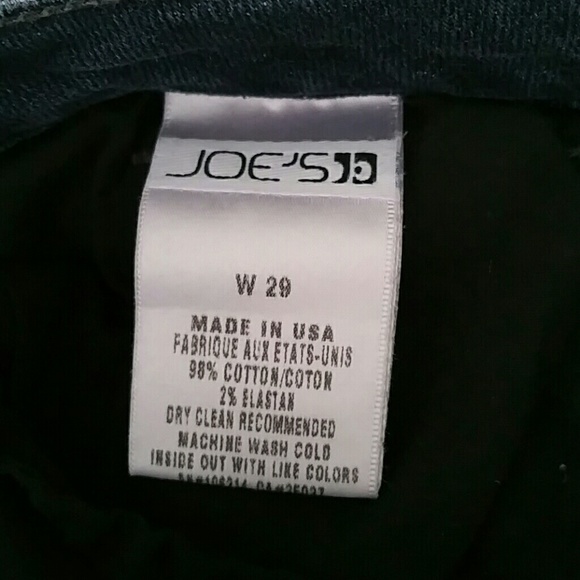 JOE'S
W 29
MADE IN USA
FABRIQUE AUX ETATS-UNIS
98% COTTON/COTON
2% ELASTAN
DRY CLEAN RECOMMENDED
MACHINE WASH COLD
INSIDE OUT WITH LIKE COLORS